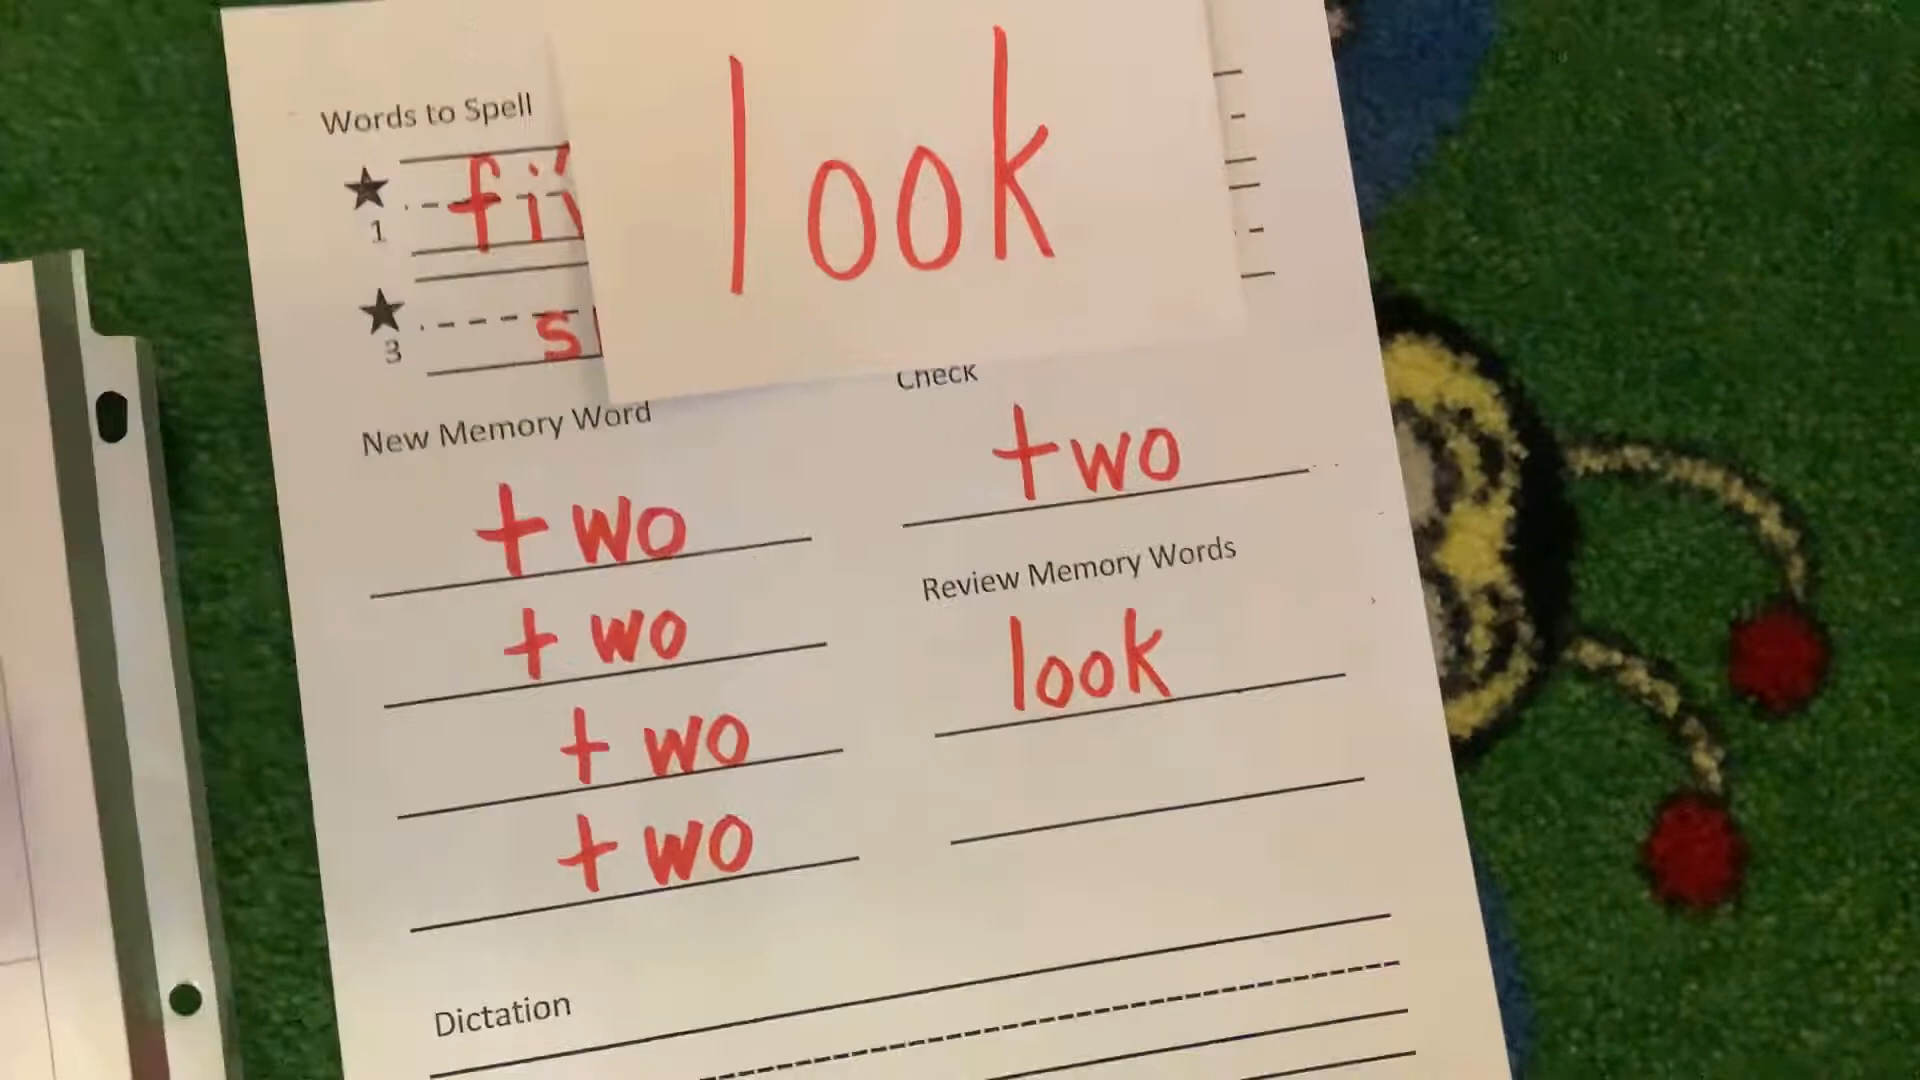 look
Words to Spell
1
3
New Memory Word
two
two
two
two
Check
two
Review Memory Words
look
Dictation